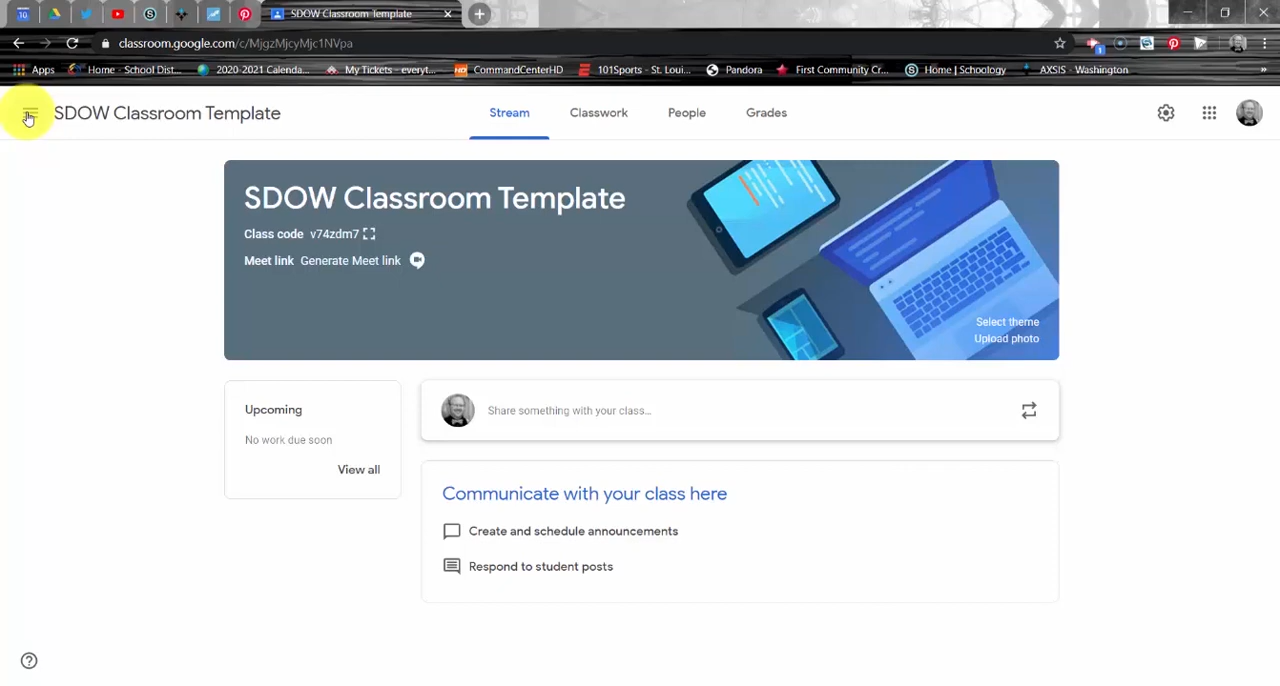 10
SDOW Classroom Template
classroom.google.com/c/MjgzMjcyMjc1NVpa
1
Apps
Home - School Dist...
2020-2021 Calenda...
My Tickets - everyt...
HD CommandCenterHD
101Sports - St. Loui...
Pandora
First Community Cr...
S Home | Schoology
AXSIS - Washington
»
SDOW Classroom Template
Stream
Classwork
People
Grades
SDOW Classroom Template
Class code v74zdm7
Meet link Generate Meet link
Select theme
Upload photo
Upcoming
No work due soon
View all
Share something with your class...
Communicate with your class here
Create and schedule announcements
Respond to student posts